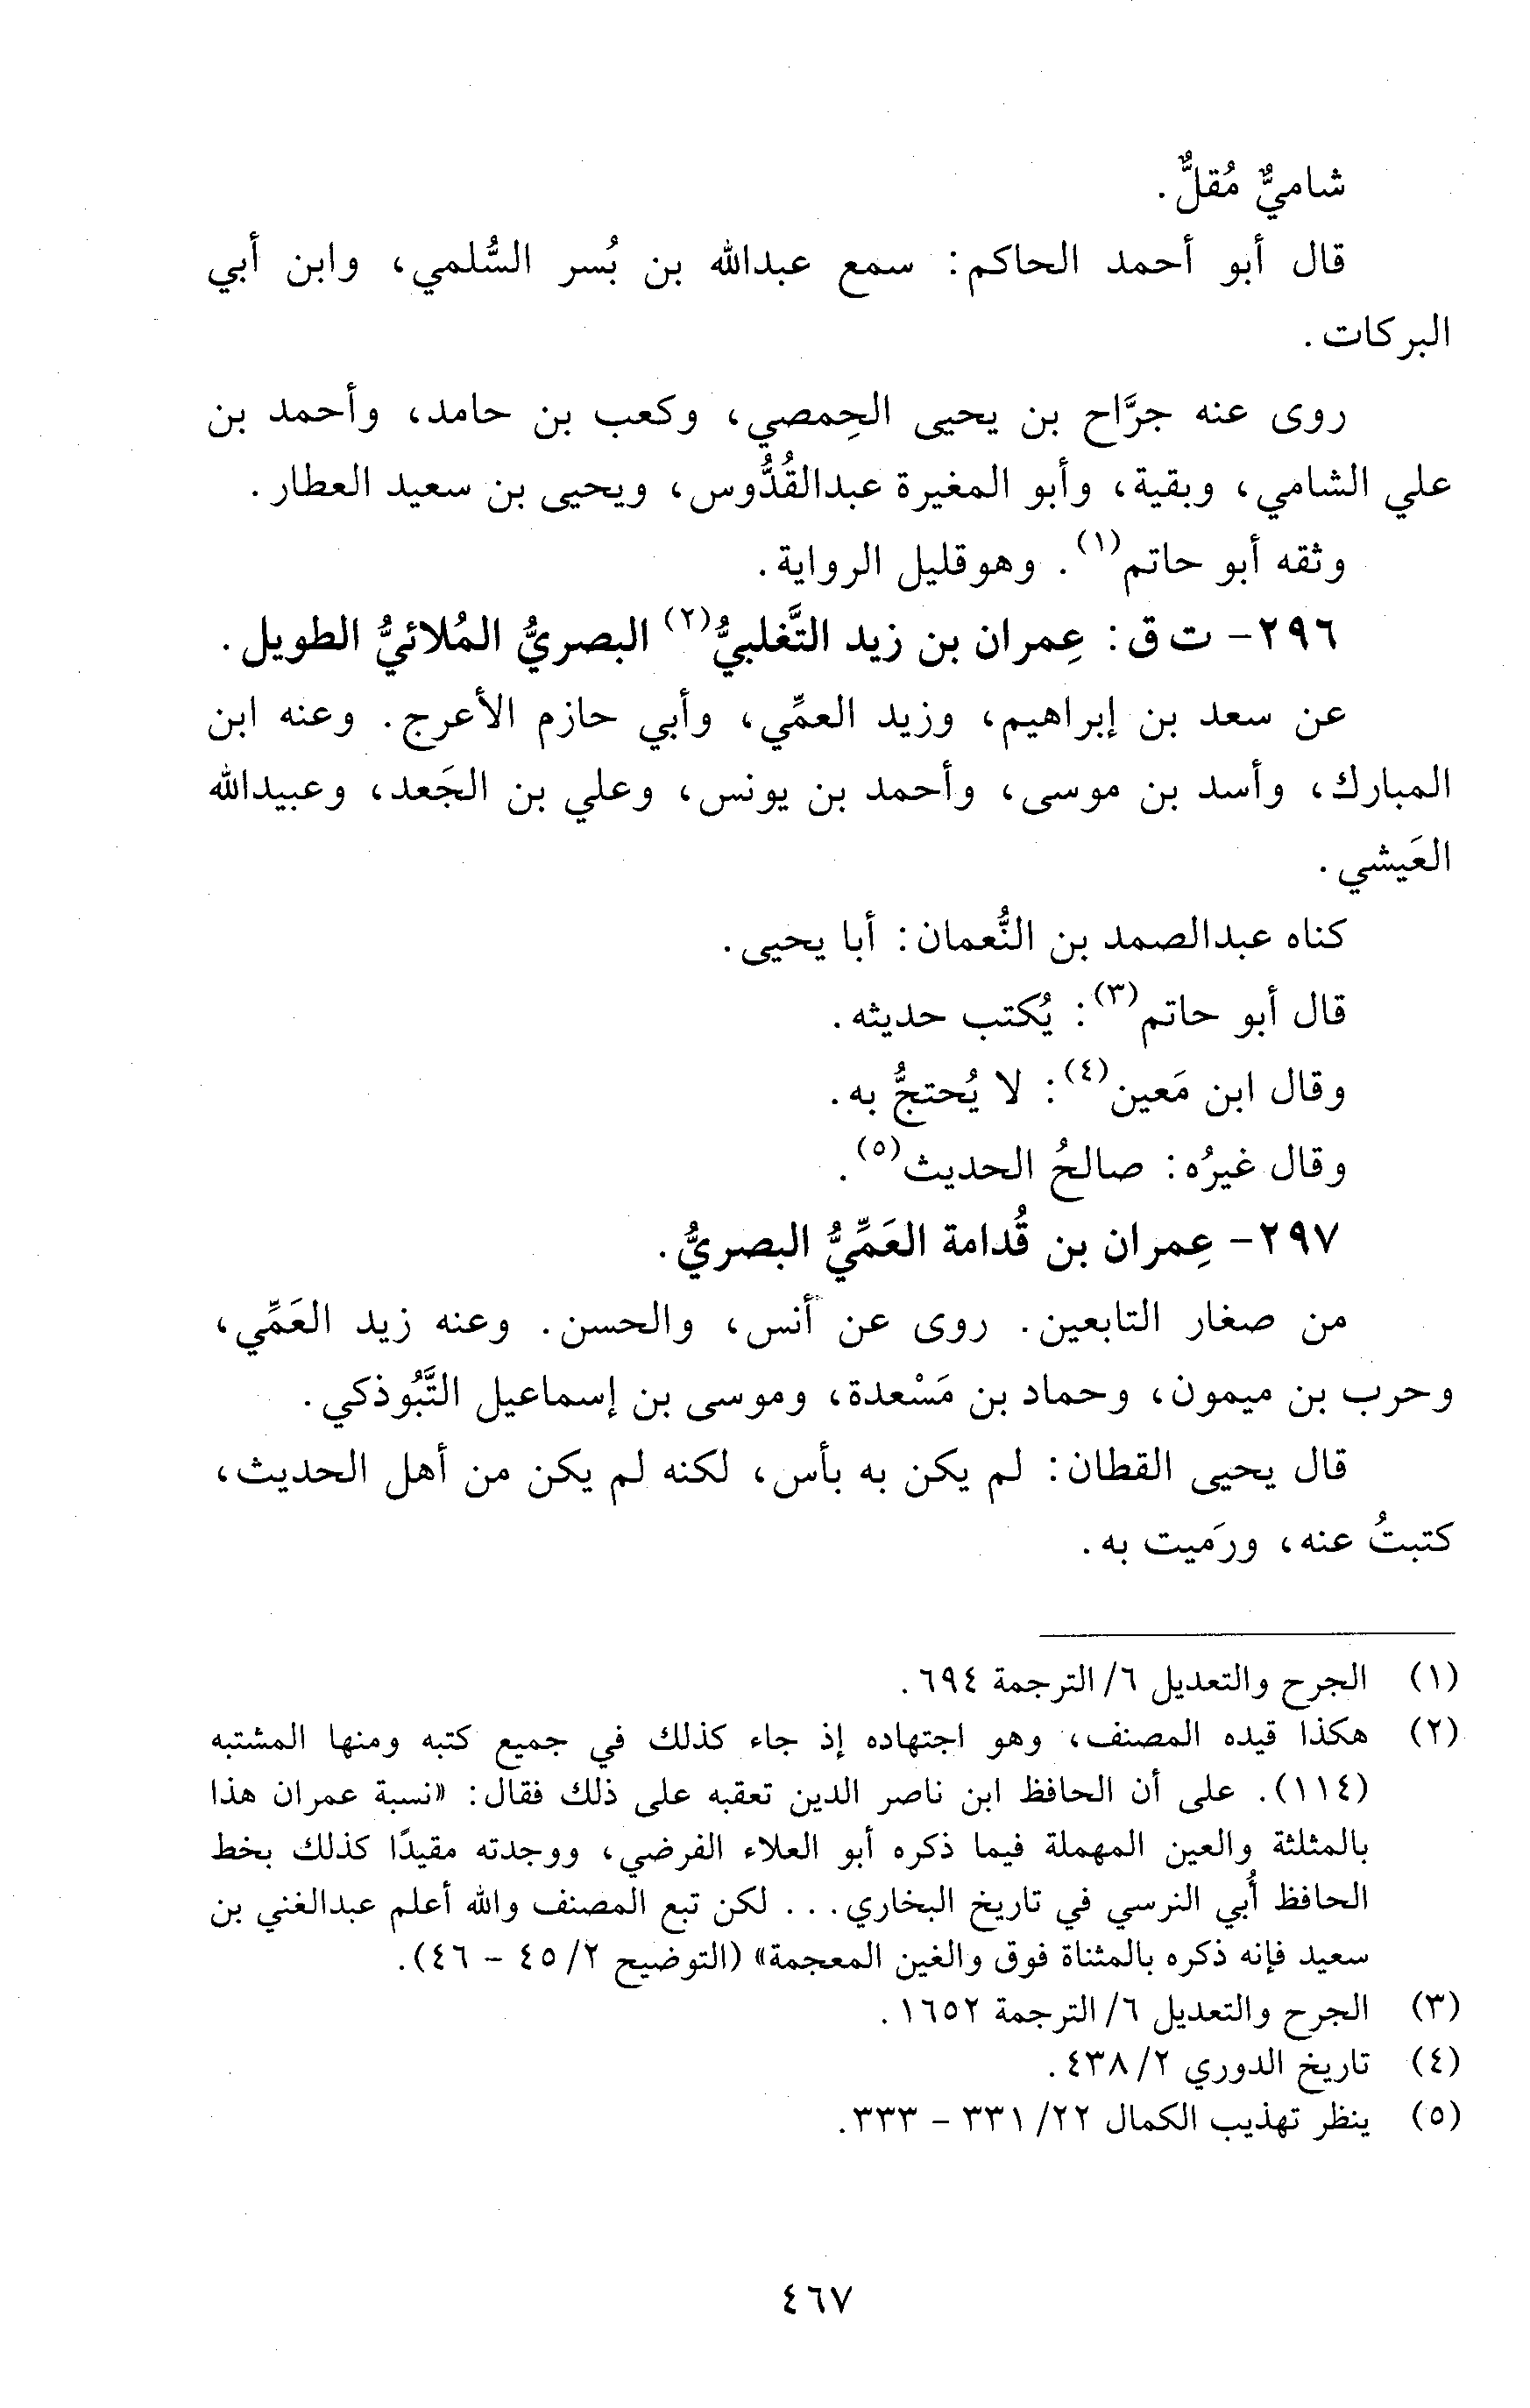 شاميٌّ مُقلٌّ.
قال أبو أحمد الحاكم: سمع عبدالله بن بُسر السُّلمي، وابن أبي
البركات.
روى عنه جرَّاح بن يحيى الحِمصي، وكعب بن حامد، وأحمد بن
علي الشامي، وبقية، وأبو المغيرة عبدالقُدُّوس، ويحيى بن سعيد العطار.
وثقه أبو حاتم(١). وهوقليل الرواية.
٢٩٦- ت ق: عِمران بن زيد التَّغلبيُّ(٢) البصريُّ المُلائيُّ الطويل.
عن سعد بن إبراهيم، وزيد العمِّي، وأبي حازم الأعرج. وعنه ابن
المبارك، وأسد بن موسى، وأحمد بن يونس، وعلي بن الجَعد، وعبيدالله
العَيشي.
كناه عبدالصمد بن النُّعمان: أبا يحيى.
قال أبو حاتم(٣): يُكتب حديثه.
وقال ابن مَعين(٤): لا يُحتجُّ به.
وقال غيرُه: صالحُ الحديث(٥).
٢٩٧- عِمران بن قُدامة العَمِّيُّ البصريُّ.
من صغار التابعين. روى عن أنس، والحسن. وعنه زيد العَمِّي،
وحرب بن ميمون، وحماد بن مَسْعدة، وموسى بن إسماعيل التَّبُوذكي.
قال يحيى القطان: لم يكن به بأس، لكنه لم يكن من أهل الحديث،
كتبتُ عنه، ورَميت به.
(١) الجرح والتعديل ٦/ الترجمة ٦٩٤.
(٢) هكذا قيده المصنف، وهو اجتهاده إذ جاء كذلك في جميع كتبه ومنها المشتبه
(١١٤). على أن الحافظ ابن ناصر الدين تعقبه على ذلك فقال: «نسبة عمران هذا
بالمثلثة والعين المهملة فيما ذكره أبو العلاء الفرضي، ووجدته مقيدًا كذلك بخط
الحافظ أُبي النرسي في تاريخ البخاري... لكن تبع المصنف والله أعلم عبدالغني بن
سعيد فإنه ذكره بالمثناة فوق والغين المعجمة» (التوضيح ٢/ ٤٥ - ٤٦).
(٣) الجرح والتعديل ٦/ الترجمة ١٦٥٢.
(٤) تاريخ الدوري ٢/ ٤٣٨.
(٥) ينظر تهذيب الكمال ٢٢/ ٣٣١ - ٣٣٣.
٤٦٧